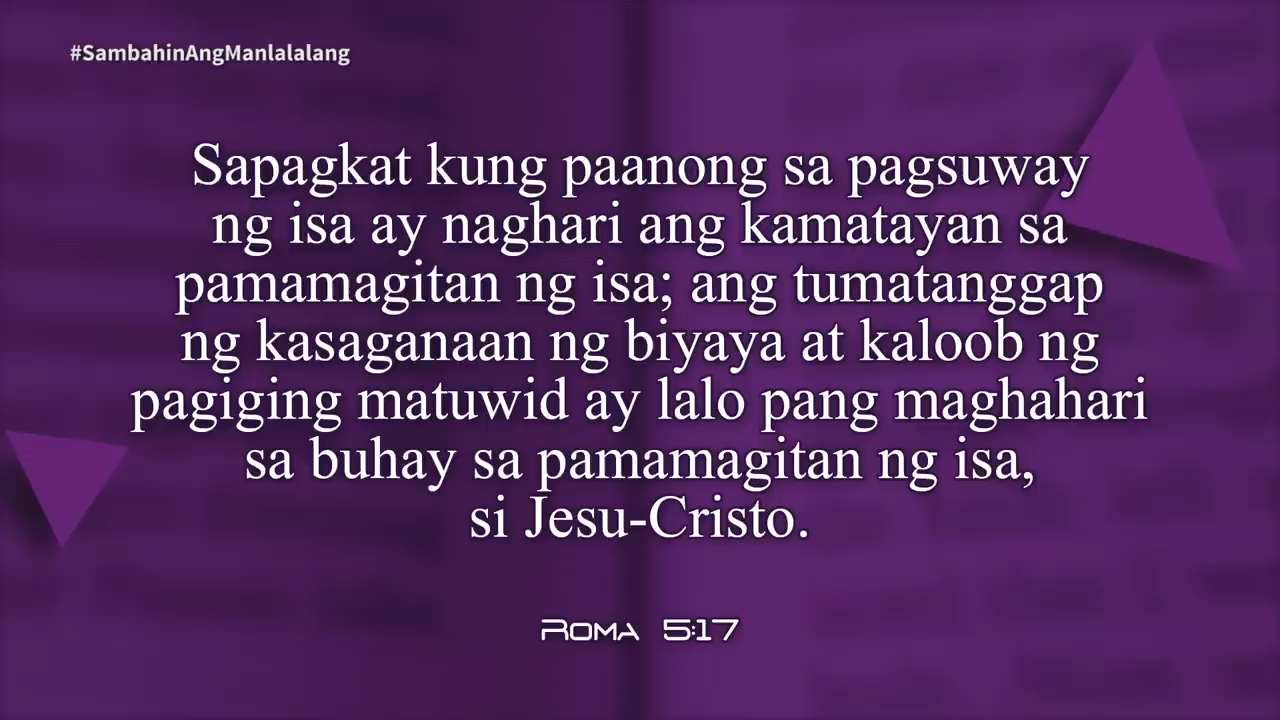 #SambahinAngManlalalang
Sapagkat kung paanong sa pagsuway
ng isa ay naghari ang kamatayan sa
pamamagitan ng isa; ang tumatanggap
ng kasaganaan ng biyaya at kaloob ng
pagiging matuwid ay lalo pang maghahari
sa buhay sa pamamagitan ng isa,
si Jesu-Cristo.
Roma 5:17